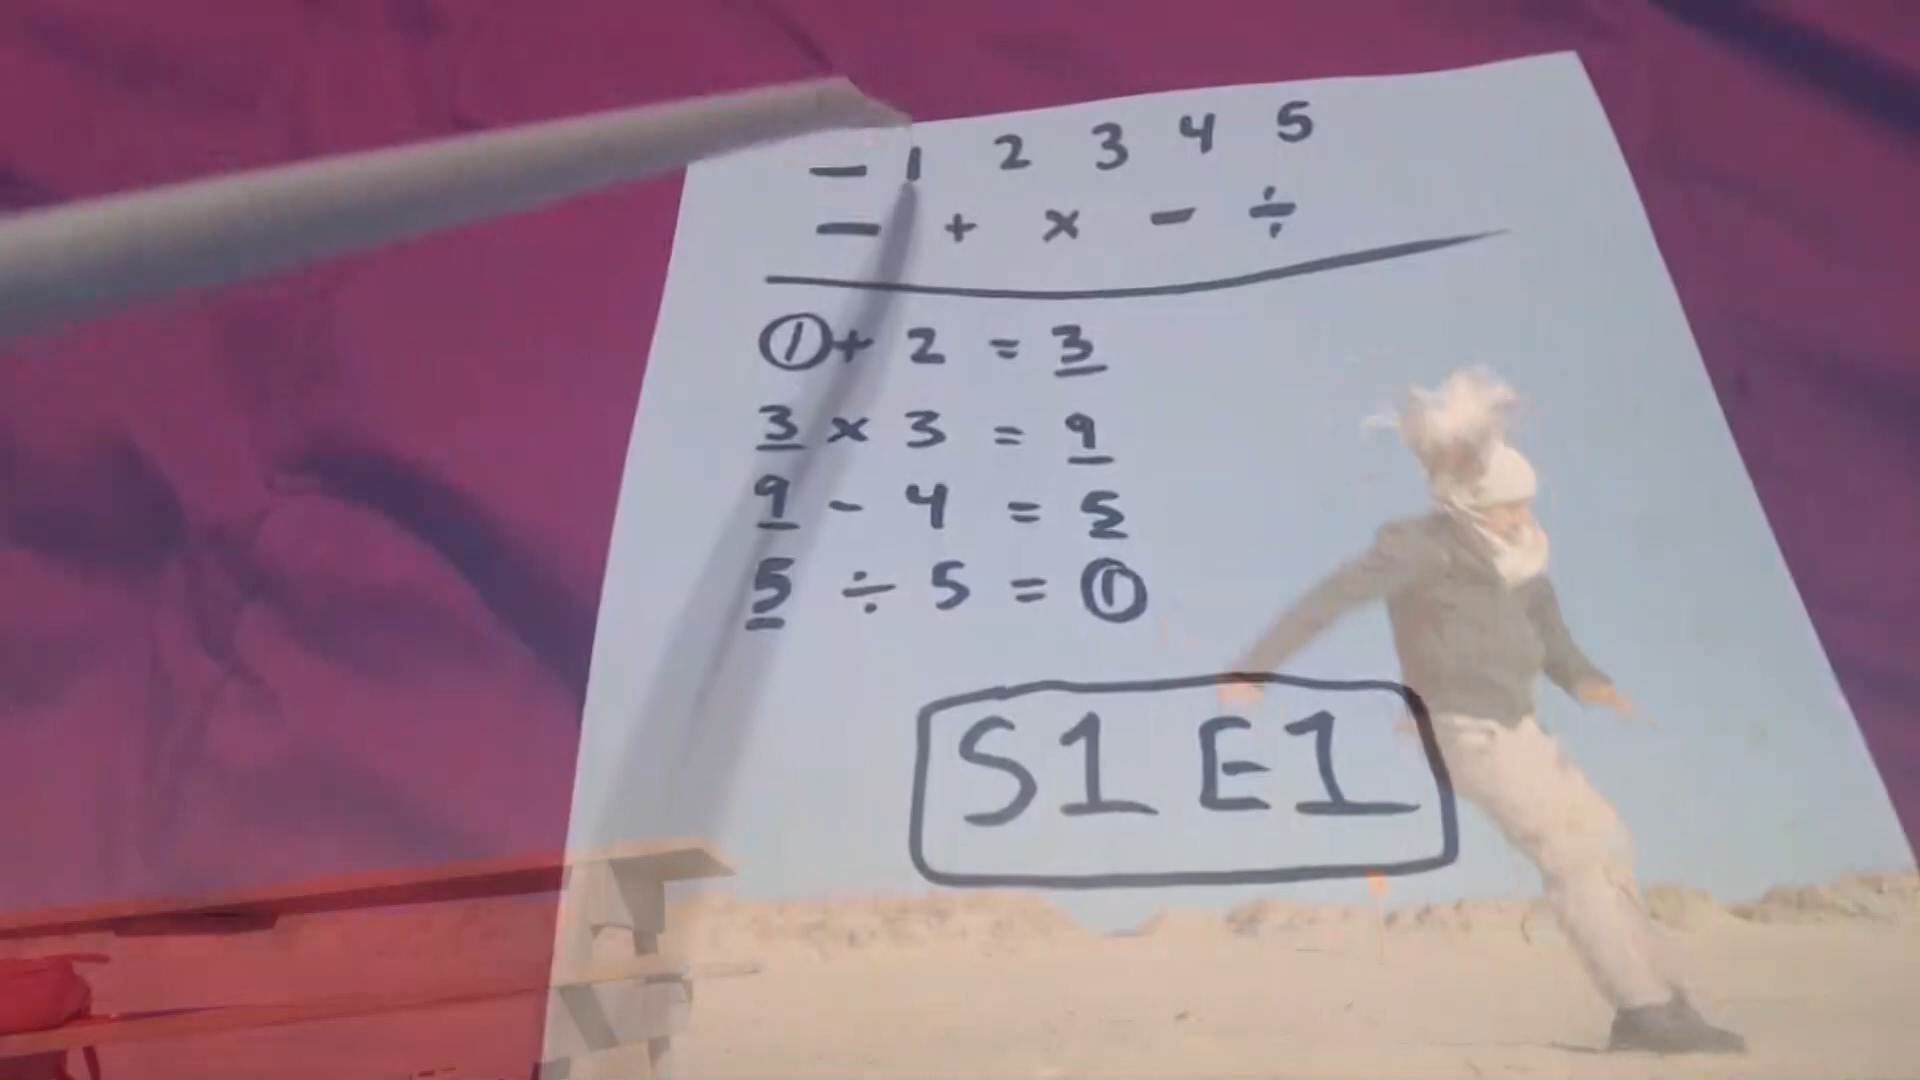 — 1 2 3 4 5
— + × - ÷
① + 2 = 3
3 × 3 = 9
9 - 4 = 5
5 ÷ 5 = ①
S1 E1